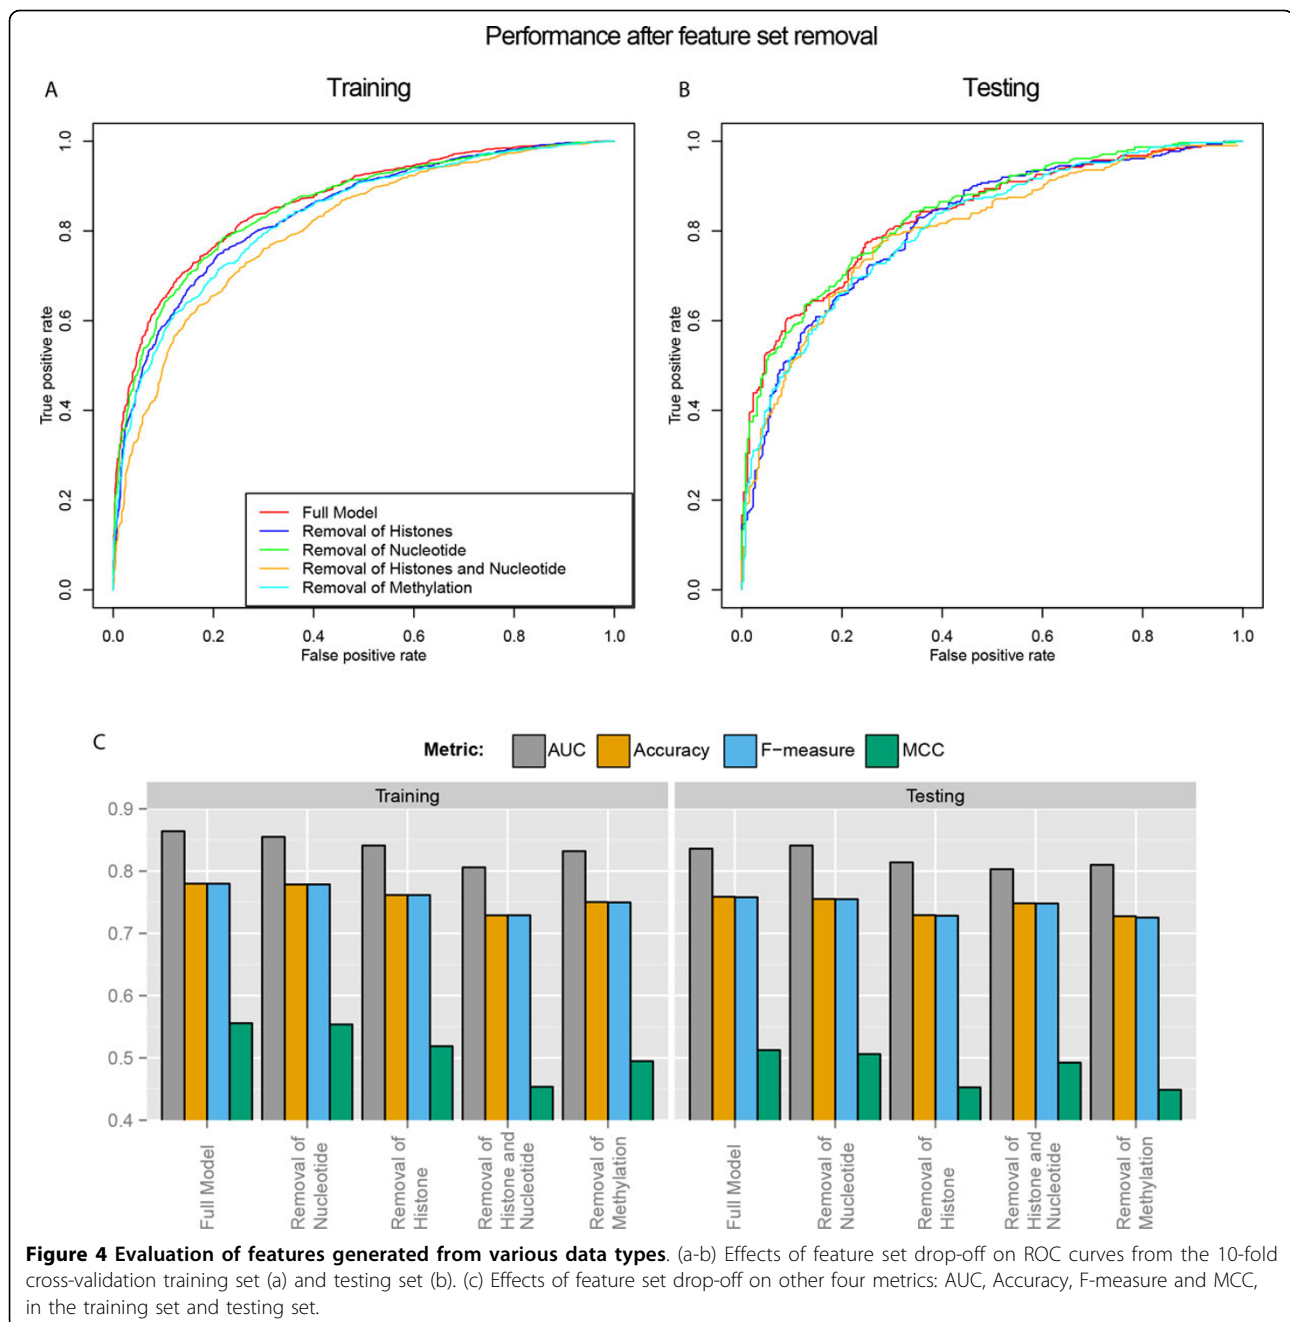 Performance after feature set removal
A
Training
1.0
0.8
0.6
0.4
0.2
0.0
True positive rate
Full Model
Removal of Histones
Removal of Nucleotide
Removal of Histones and Nucleotide
Removal of Methylation
0.0 0.2 0.4 0.6 0.8 1.0
False positive rate
B
Testing
1.0
0.8
0.6
0.4
0.2
0.0
True positive rate
0.0 0.2 0.4 0.6 0.8 1.0
False positive rate
C
Metric: AUC Accuracy F-measure MCC
Training
Testing
0.9
0.8
0.7
0.6
0.5
0.4
Full Model
Removal of
Nucleotide
Removal of
Histone
Removal of
Histone and
Nucleotide
Removal of
Methylation
Full Model
Removal of
Nucleotide
Removal of
Histone
Removal of
Histone and
Nucleotide
Removal of
Methylation
Figure 4 Evaluation of features generated from various data types. (a-b) Effects of feature set drop-off on ROC curves from the 10-fold
cross-validation training set (a) and testing set (b). (c) Effects of feature set drop-off on other four metrics: AUC, Accuracy, F-measure and MCC,
in the training set and testing set.